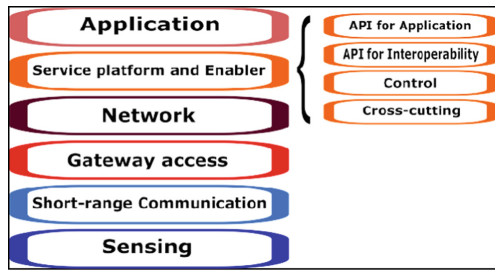 Application
Service platform and Enabler
Network
Gateway access
Short-range Communication
Sensing
API for Application
API for Interoperability
Control
Cross-cutting